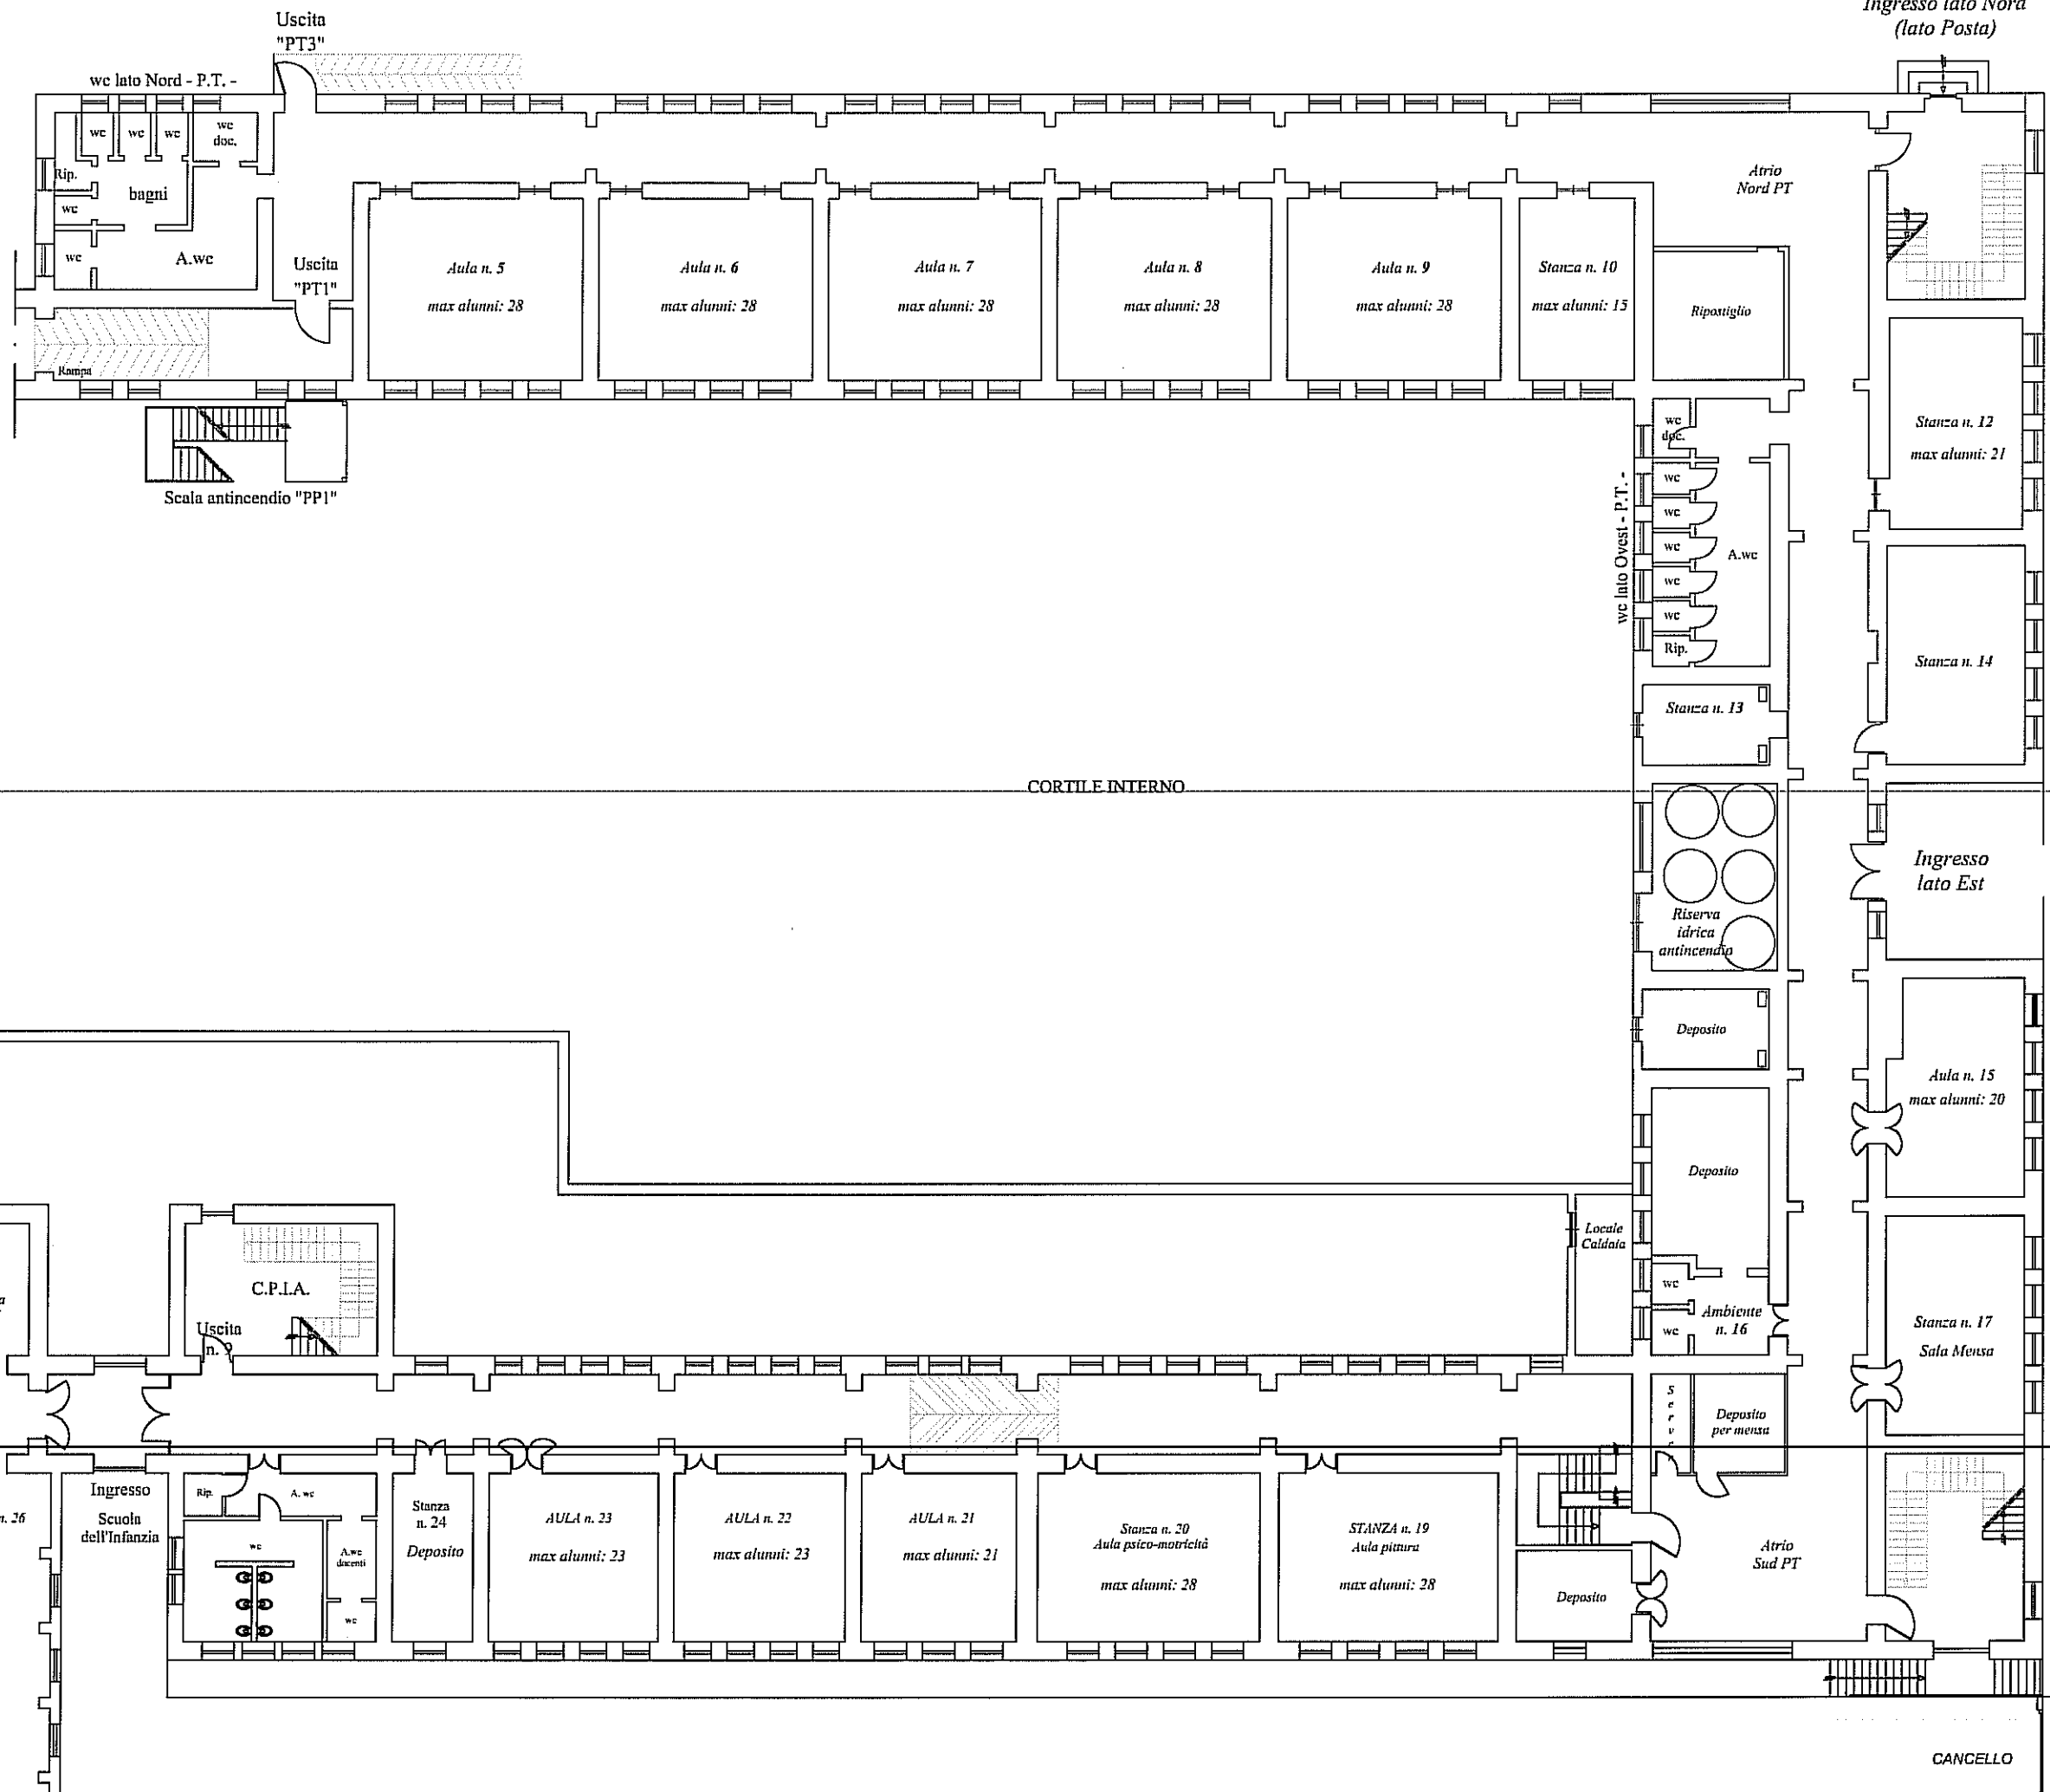 Uscita
"PT3"
Ingresso lato Nord
(lato Posta)
wc lato Nord - P.T. -
wc
wc
wc
wc
doc.
Rip.
bagni
wc
wc
A.wc
Uscita
"PT1"
Rampa
Scala antincendio "PP1"
Aula n. 5
max alunni: 28
Aula n. 6
max alunni: 28
Aula n. 7
max alunni: 28
Aula n. 8
max alunni: 28
Aula n. 9
max alunni: 28
Stanza n. 10
max alunni: 15
Atrio
Nord PT
Ripostiglio
Stanza n. 12
max alunni: 21
wc
doc.
wc
wc
wc
wc
wc
Rip.
A.wc
wc lato Ovest - P.T. -
Stanza n. 14
Stanza n. 13
CORTILE INTERNO
Ingresso
lato Est
Riserva
idrica
antincendio
Deposito
Aula n. 15
max alunni: 20
Deposito
Locale
Caldaia
wc
wc
Ambiente
n. 16
Stanza n. 17
Sala Mensa
a
C.P.I.A.
Uscita
n. 9
Deposito
per mensa
n. 26
Ingresso
Scuola
dell'Infanzia
Rip.
A. wc
wc
A.wc
docenti
wc
Stanza
n. 24
Deposito
AULA n. 23
max alunni: 23
AULA n. 22
max alunni: 23
AULA n. 21
max alunni: 21
Stanza n. 20
Aula psico-motricità
max alunni: 28
STANZA n. 19
Aula pittura
max alunni: 28
Deposito
Atrio
Sud PT
CANCELLO